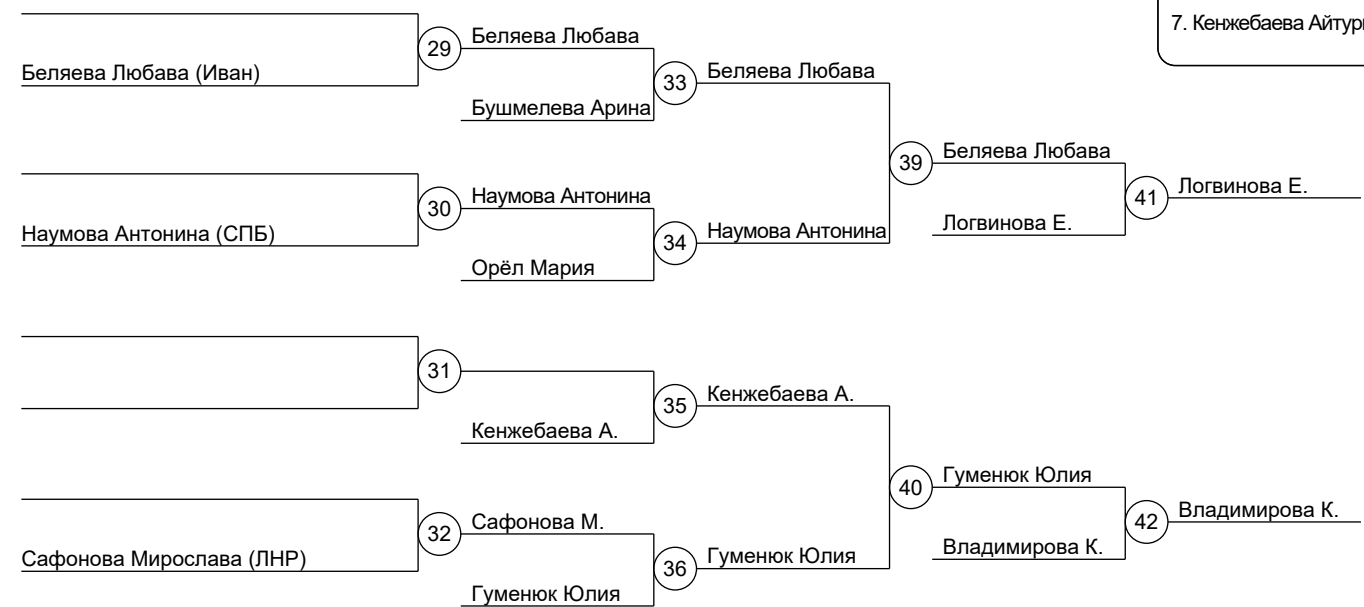 7. Кенжебаева
29
Беляева Любава
Беляева Любава (Иван)
33
Беляева Любава
Бушмелева Арина
39
Беляева Любава
30
Наумова Антонина
41
Логвинова Е.
Наумова Антонина (СПБ)
34
Наумова Антонина
Логвинова Е.
Орёл Мария
31
35
Кенжебаева А.
Кенжебаева А.
40
Гуменюк Юлия
32
Сафонова М.
42
Владимирова К.
Сафонова Мирослава (ЛНР)
36
Гуменюк Юлия
Владимирова К.
Гуменюк Юлия